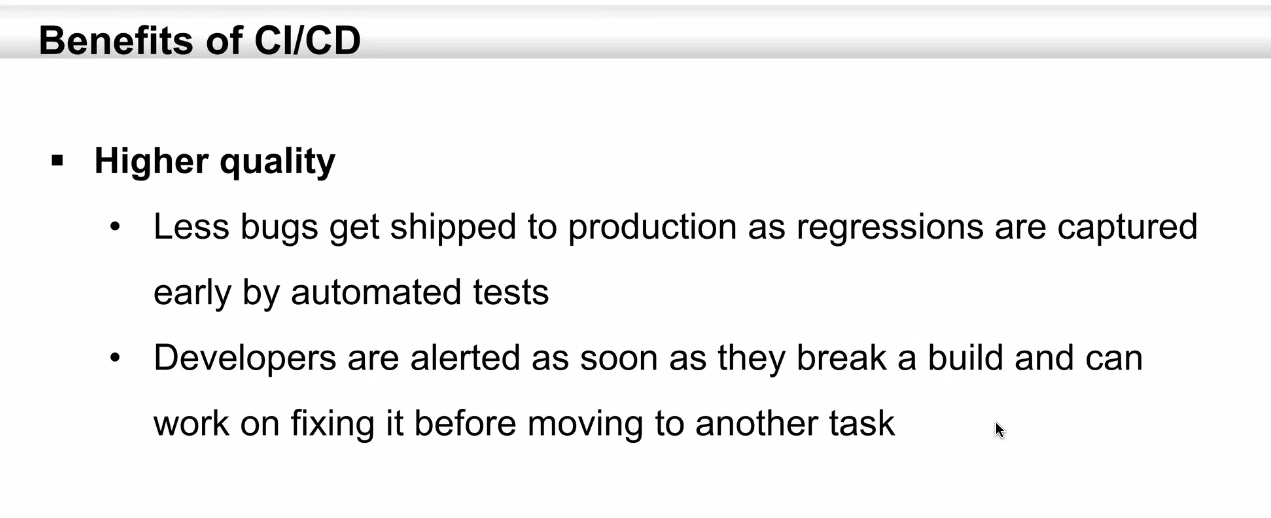 Benefits of CI/CD
▪ Higher quality
• Less bugs get shipped to production as regressions are captured
early by automated tests
• Developers are alerted as soon as they break a build and can
work on fixing it before moving to another task